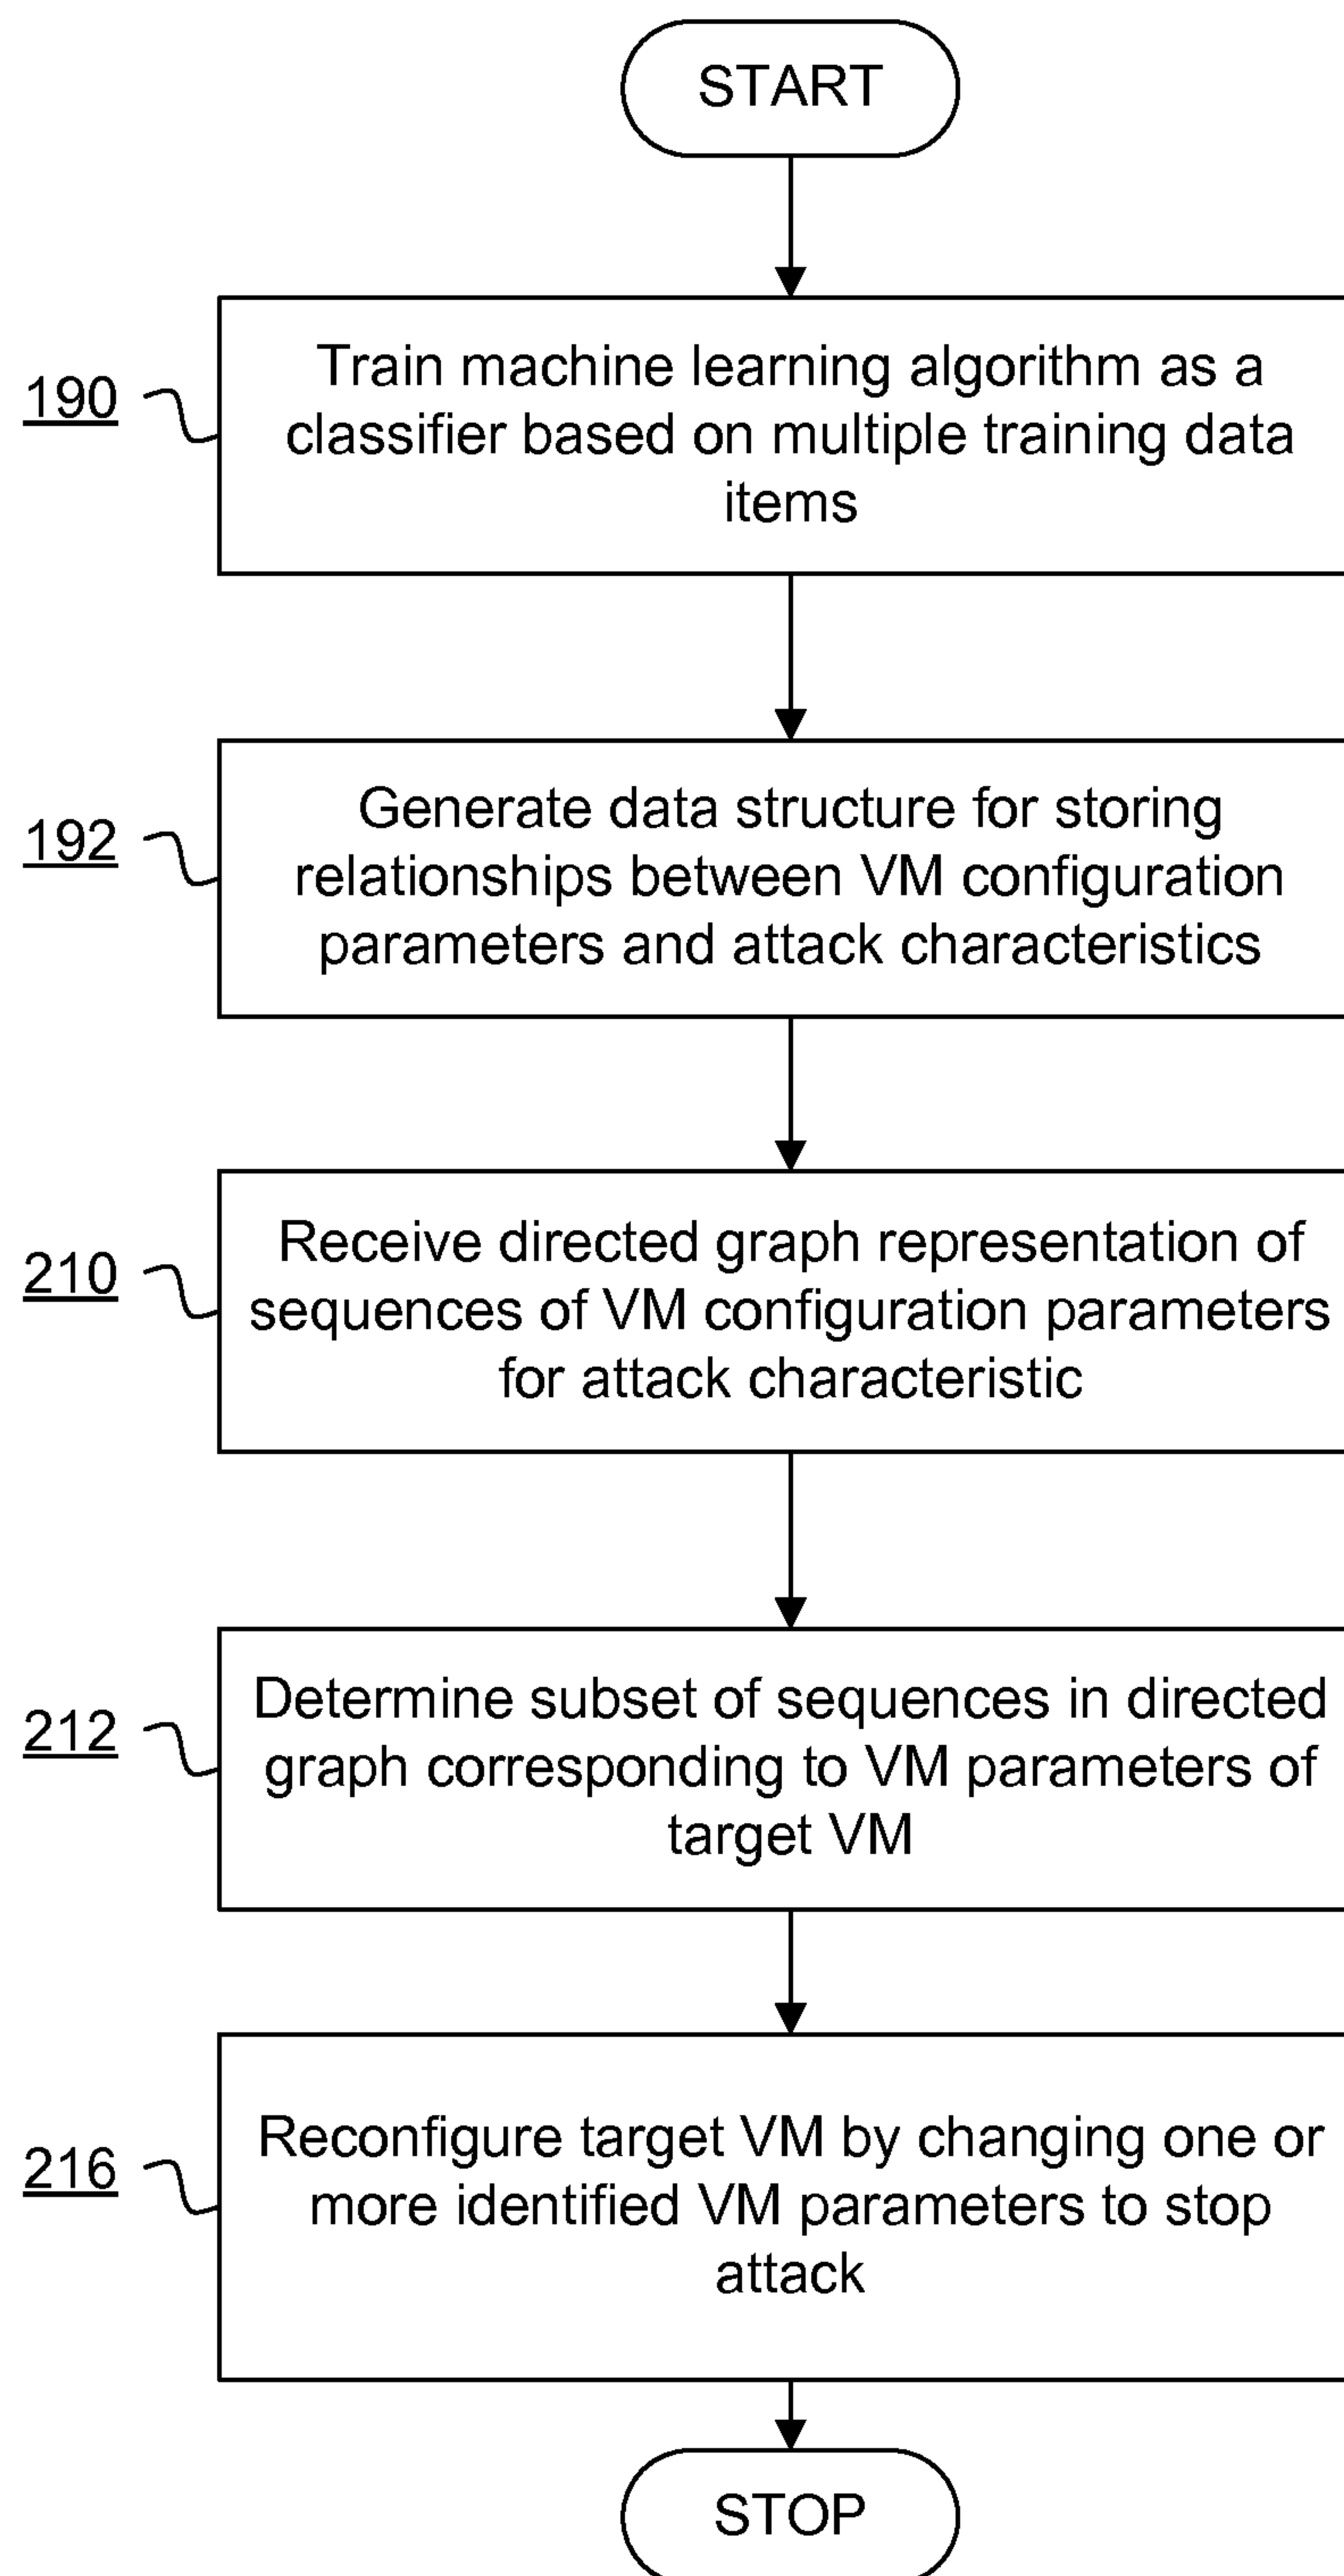 START
190
Train machine learning algorithm as a
classifier based on multiple training data
items
192
Generate data structure for storing
relationships between VM configuration
parameters and attack characteristics
210
Receive directed graph representation of
sequences of VM configuration parameters
for attack characteristic
212
Determine subset of sequences in directed
graph corresponding to VM parameters of
target VM
216
Reconfigure target VM by changing one or
more identified VM parameters to stop
attack
STOP